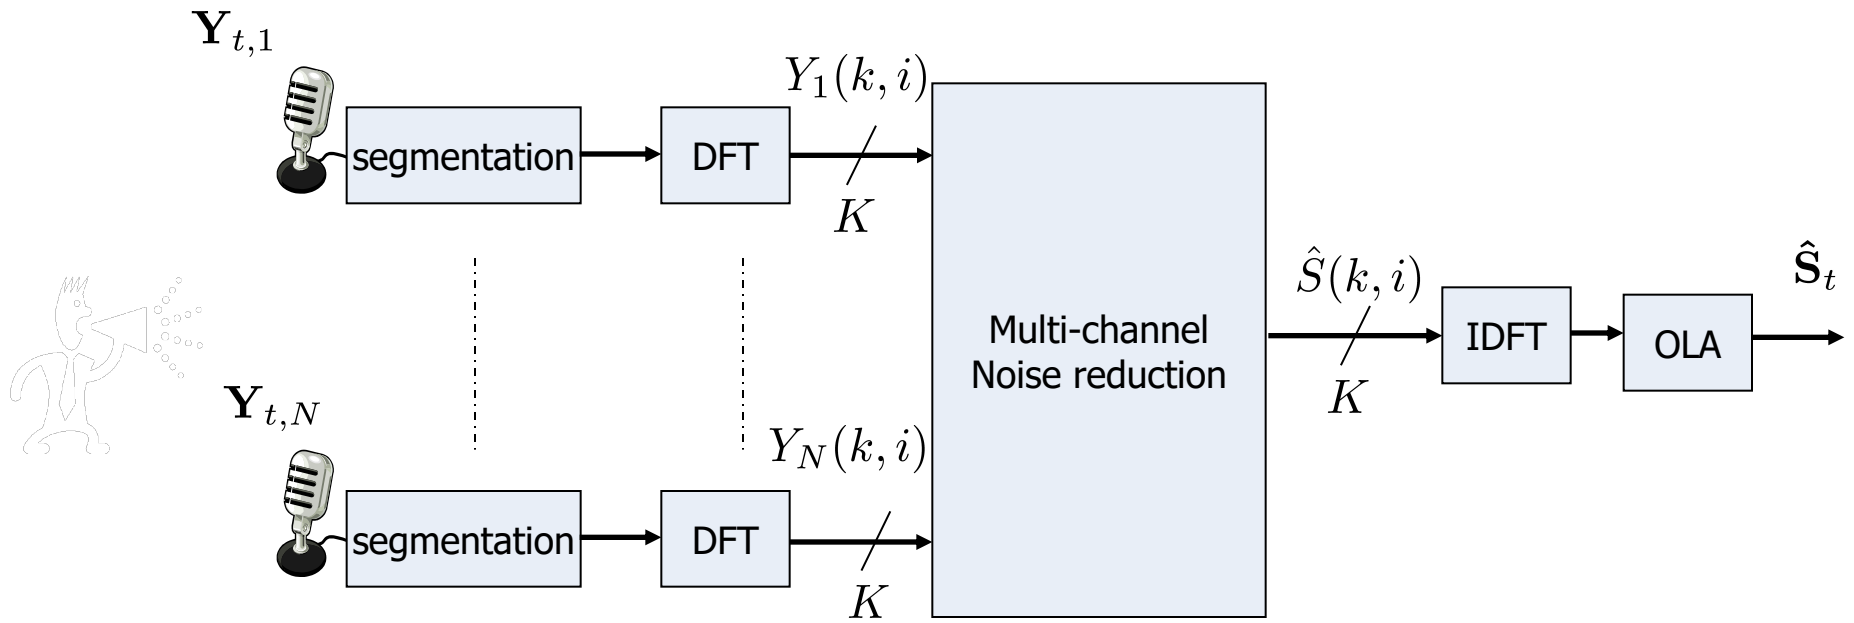 Y_{t,1}
Y_1(k, i)
segmentation
DFT
K
Multi-channel
Noise reduction
Ŝ(k, i)
K
IDFT
OLA
Ŝ_t
Y_{t,N}
Y_N(k, i)
segmentation
DFT
K